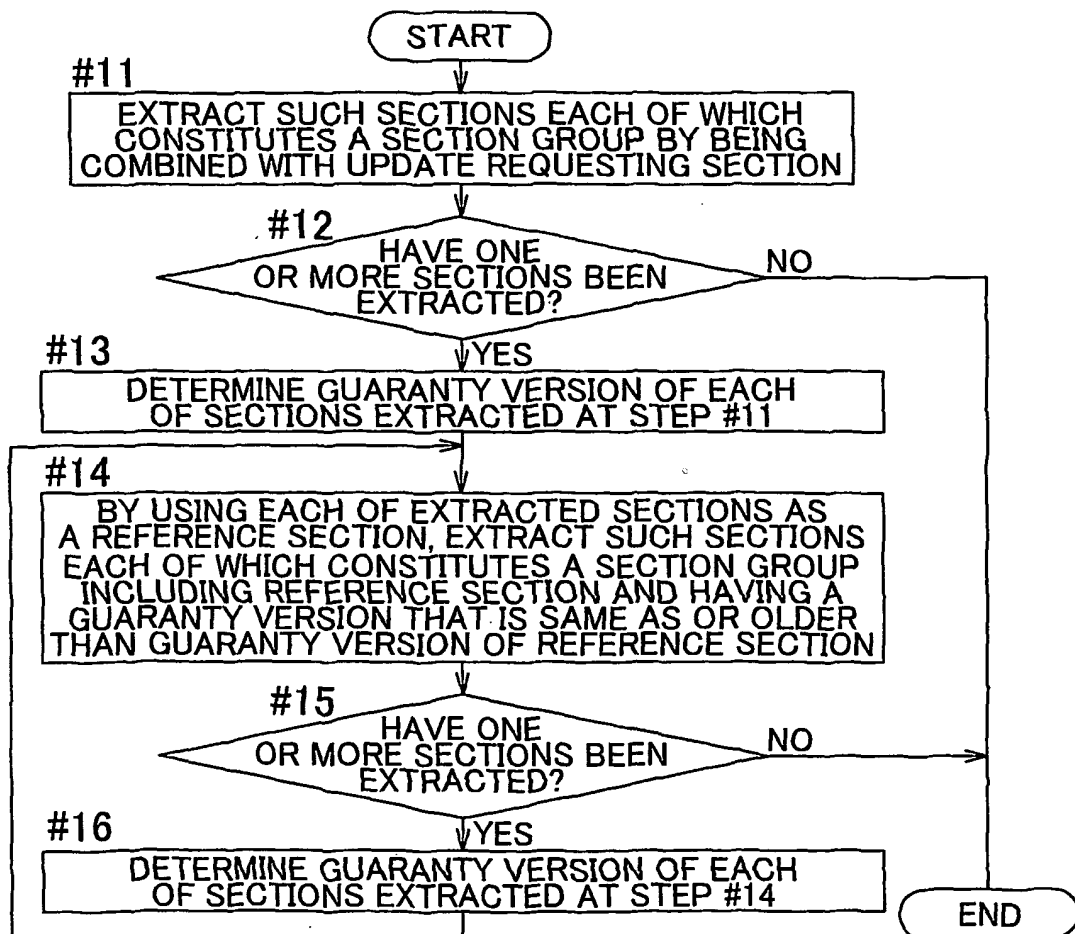 START
#11
EXTRACT SUCH SECTIONS EACH OF WHICH
CONSTITUTES A SECTION GROUP BY BEING
COMBINED WITH UPDATE REQUESTING SECTION
#12
HAVE ONE
OR MORE SECTIONS BEEN
EXTRACTED?
NO
YES
#13
DETERMINE GUARANTY VERSION OF EACH
OF SECTIONS EXTRACTED AT STEP #11
#14
BY USING EACH OF EXTRACTED SECTIONS AS
A REFERENCE SECTION, EXTRACT SUCH SECTIONS
EACH OF WHICH CONSTITUTES A SECTION GROUP
INCLUDING REFERENCE SECTION AND HAVING A
GUARANTY VERSION THAT IS SAME AS OR OLDER
THAN GUARANTY VERSION OF REFERENCE SECTION
#15
HAVE ONE
OR MORE SECTIONS BEEN
EXTRACTED?
NO
YES
#16
DETERMINE GUARANTY VERSION OF EACH
OF SECTIONS EXTRACTED AT STEP #14
END